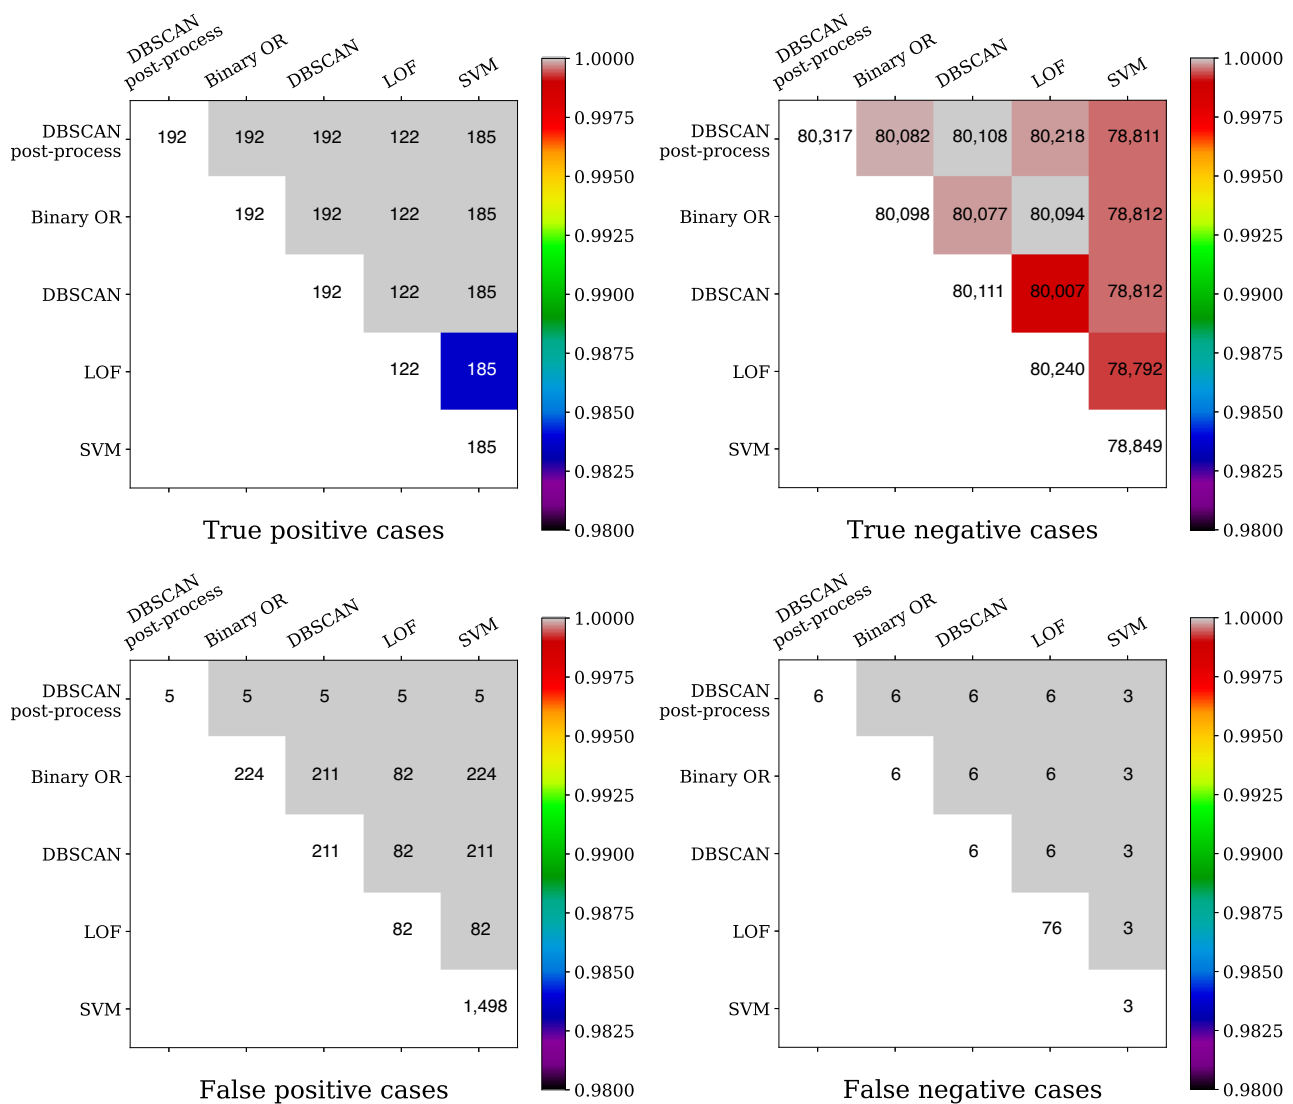 DBSCAN
post-process
Binary OR
DBSCAN
LOF
SVM
DBSCAN
post-process
192
192
192
122
185
Binary OR
192
192
122
185
DBSCAN
192
122
185
LOF
122
185
SVM
185
1.0000
0.9975
0.9950
0.9925
0.9900
0.9875
0.9850
0.9825
0.9800
True positive cases
DBSCAN
post-process
Binary OR
DBSCAN
LOF
SVM
DBSCAN
post-process
80,317
80,082
80,108
80,218
78,811
Binary OR
80,098
80,077
80,094
78,812
DBSCAN
80,111
80,007
78,812
LOF
80,240
78,792
SVM
78,849
1.0000
0.9975
0.9950
0.9925
0.9900
0.9875
0.9850
0.9825
0.9800
True negative cases
DBSCAN
post-process
Binary OR
DBSCAN
LOF
SVM
DBSCAN
post-process
5
5
5
5
5
Binary OR
224
211
82
224
DBSCAN
211
82
211
LOF
82
82
SVM
1,498
1.0000
0.9975
0.9950
0.9925
0.9900
0.9875
0.9850
0.9825
0.9800
False positive cases
DBSCAN
post-process
Binary OR
DBSCAN
LOF
SVM
DBSCAN
post-process
6
6
6
6
3
Binary OR
6
6
6
3
DBSCAN
6
6
3
LOF
76
3
SVM
3
1.0000
0.9975
0.9950
0.9925
0.9900
0.9875
0.9850
0.9825
0.9800
False negative cases